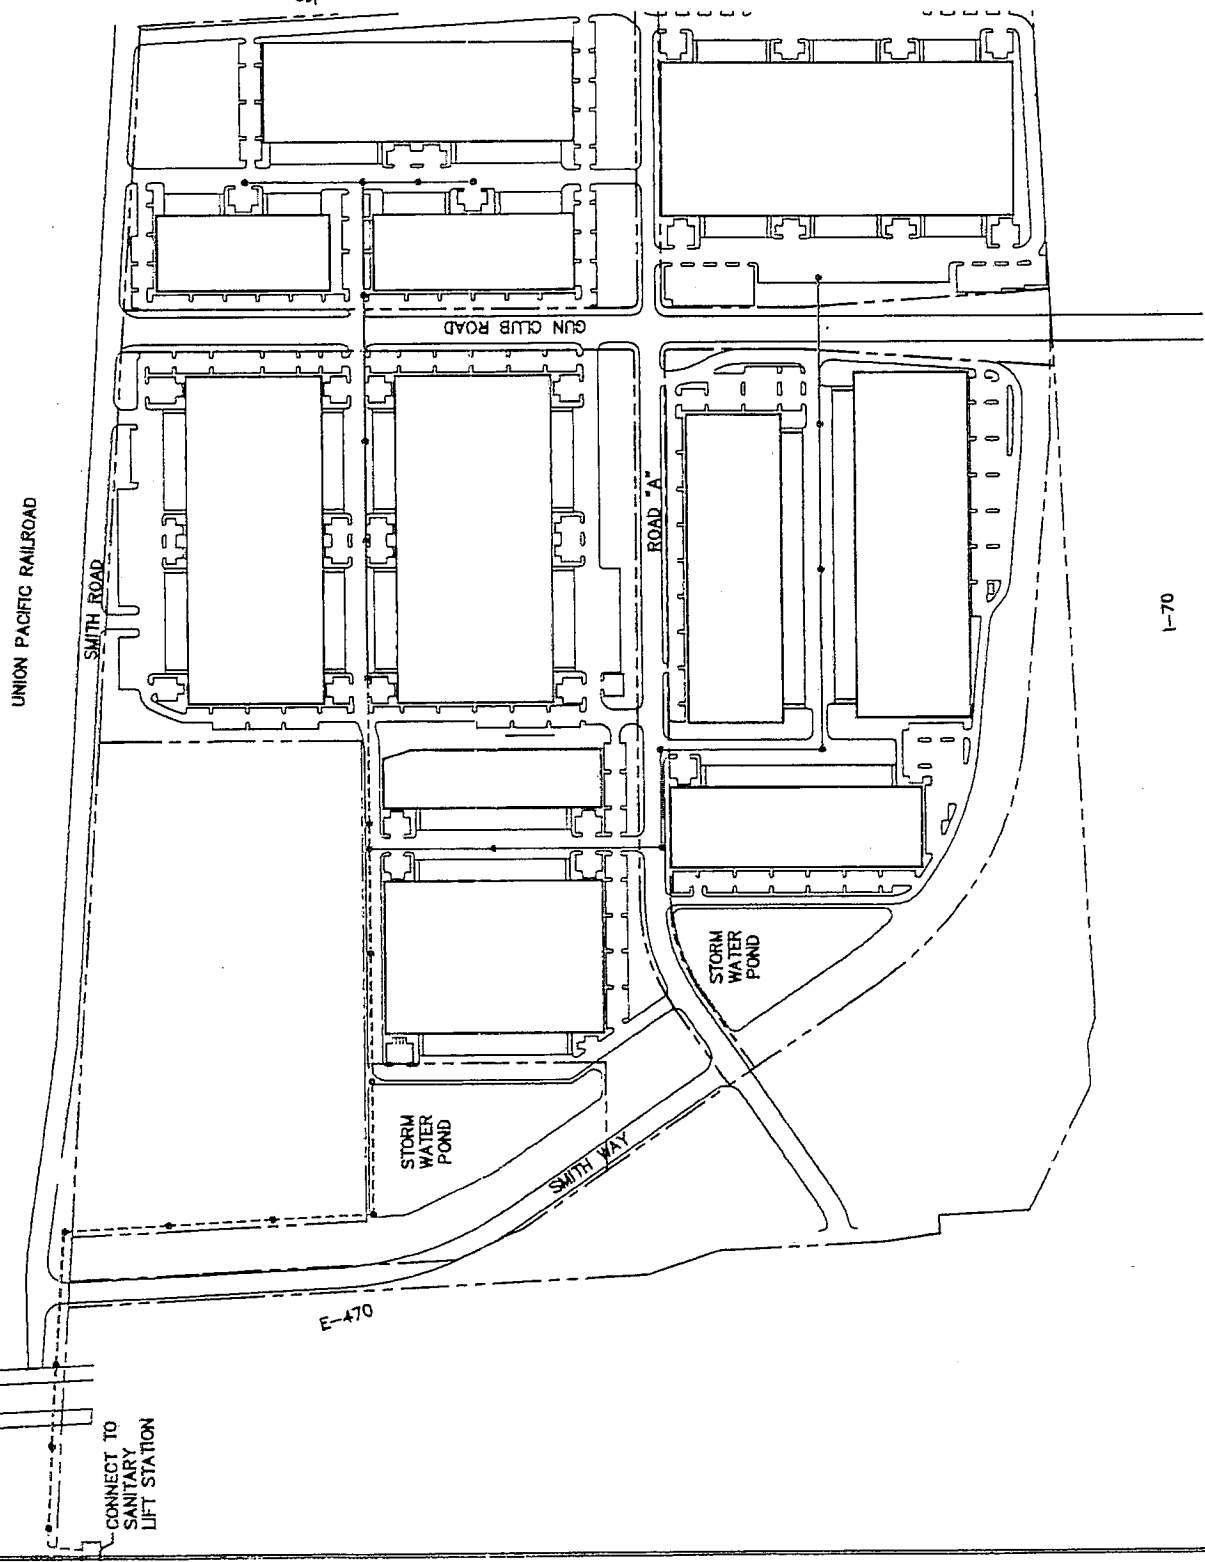 GUN CLUB ROAD
UNION PACIFIC RAILROAD
SMITH ROAD
ROAD "A"
I-70
STORM
WATER
POND
STORM
WATER
POND
SMITH WAY
E-470
CONNECT TO
SANITARY
LIFT STATION